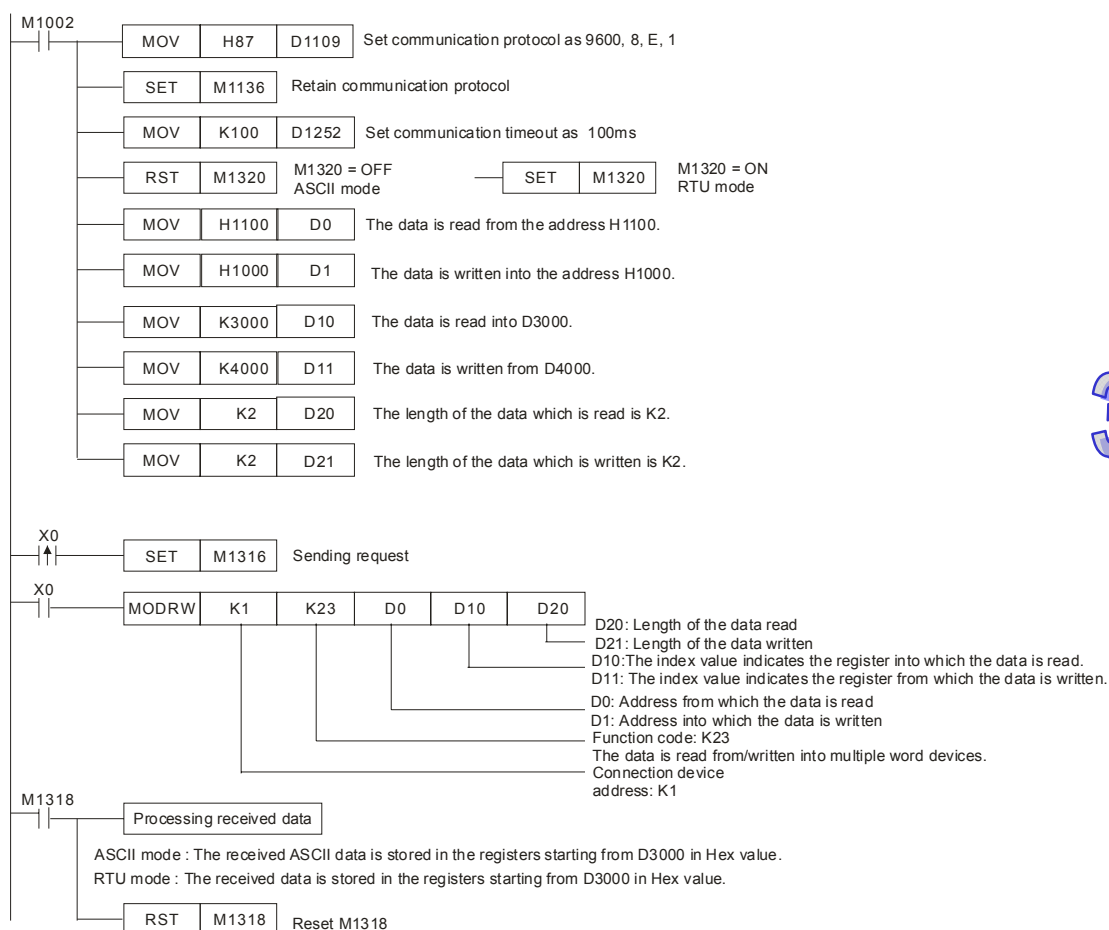 M1002
MOV H87 D1109 Set communication protocol as 9600, 8, E, 1
SET M1136 Retain communication protocol
MOV K100 D1252 Set communication timeout as 100ms
RST M1320 M1320 = OFF
ASCII mode
SET M1320 M1320 = ON
RTU mode
MOV H1100 D0 The data is read from the address H1100.
MOV H1000 D1 The data is written into the address H1000.
MOV K3000 D10 The data is read into D3000.
MOV K4000 D11 The data is written from D4000.
MOV K2 D20 The length of the data which is read is K2.
MOV K2 D21 The length of the data which is written is K2.
3
X0
SET M1316 Sending request
X0
MODRW K1 K23 D0 D10 D20
D20: Length of the data read
D21: Length of the data written
D10:The index value indicates the register into which the data is read.
D11: The index value indicates the register from which the data is written.
D0: Address from which the data is read
D1: Address into which the data is written
Function code: K23
The data is read from/written into multiple word devices.
Connection device
address: K1
M1318
Processing received data
ASCII mode : The received ASCII data is stored in the registers starting from D3000 in Hex value.
RTU mode : The received data is stored in the registers starting from D3000 in Hex value.
RST M1318 Reset M1318